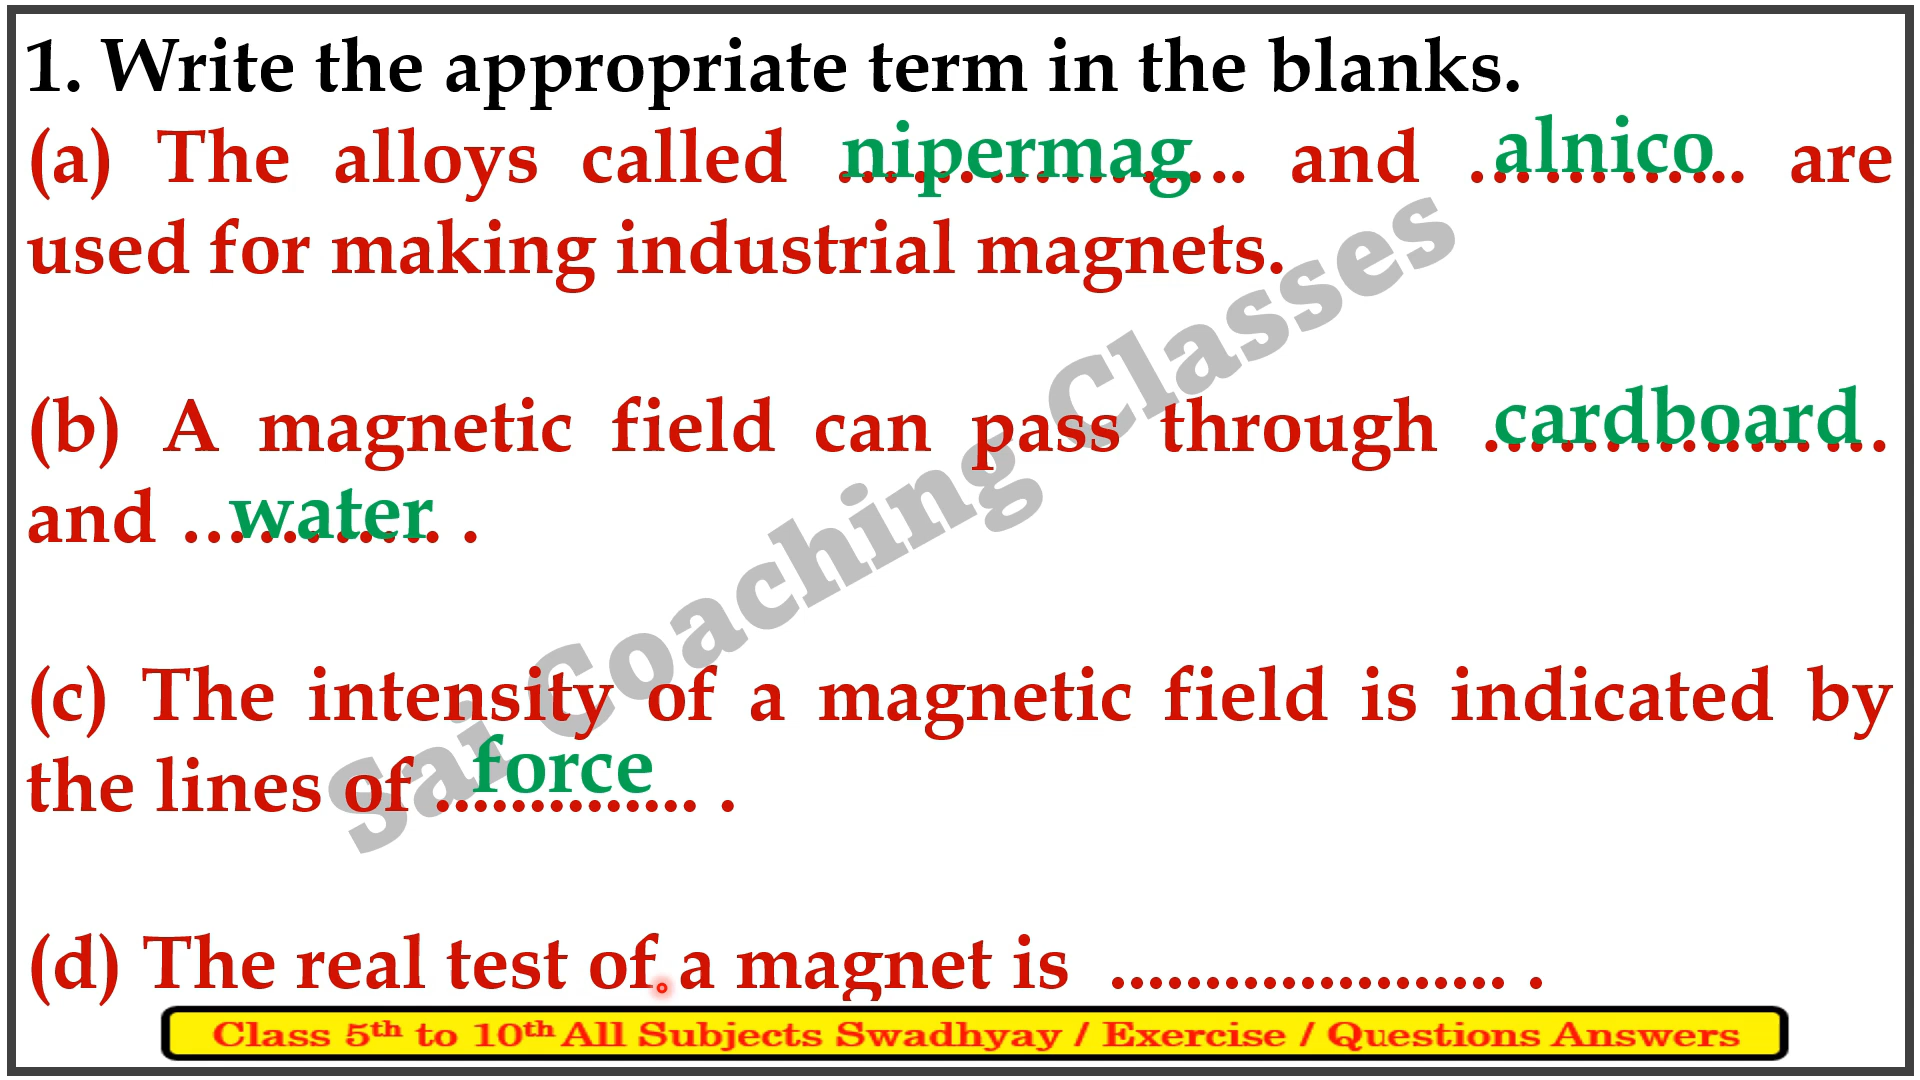 1. Write the appropriate term in the blanks.
(a) The alloys called nipermag and alnico are
used for making industrial magnets.
(b) A magnetic field can pass through cardboard
and water .
(c) The intensity of a magnetic field is indicated by
the lines of force .
(d) The real test of a magnet is .................... .
Sai Coaching Classes
Class 5th to 10th All Subjects Swadhyay / Exercise / Questions Answers